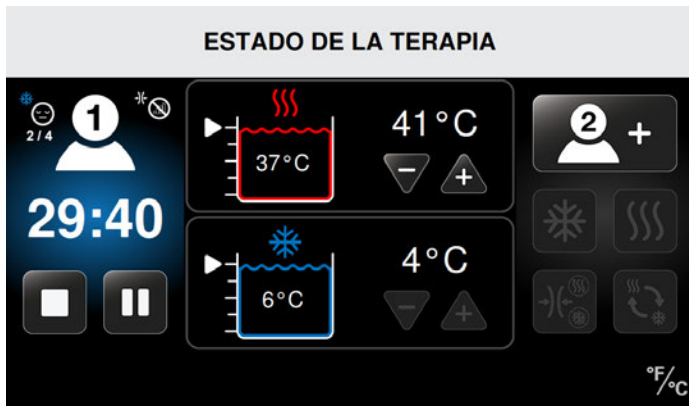 ESTADO DE LA TERAPIA
2/4
1
29:40
37°C
41°C
6°C
4°C
2 +
°F/°C